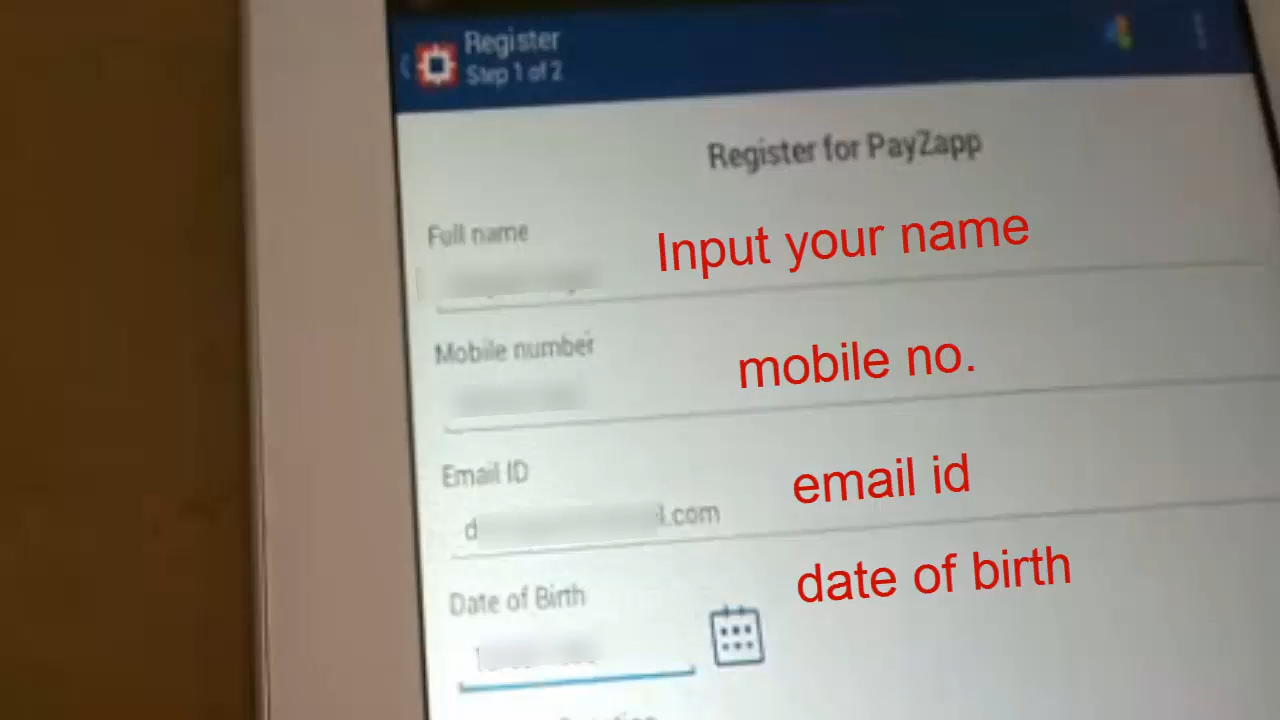 Register
Step 1 of 2
Register for PayZapp
Full name
Input your name
Mobile number
mobile no.
Email ID
email id
d
.com
Date of Birth
date of birth